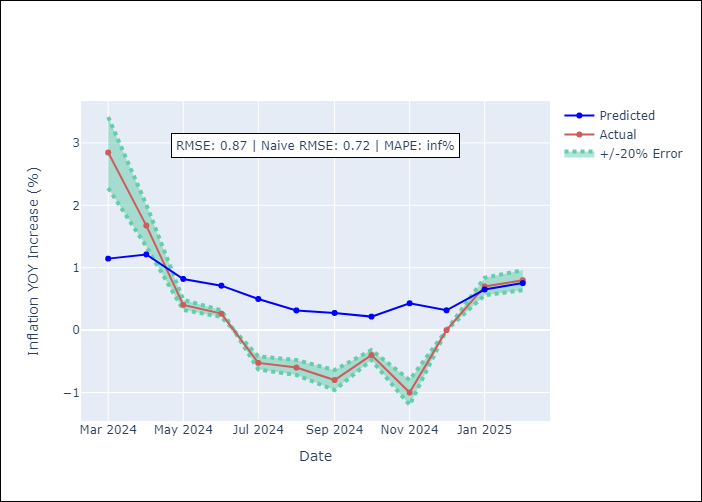 RMSE: 0.87 | Naive RMSE: 0.72 | MAPE: inf%
Predicted
Actual
+/-20% Error
Inflation YOY Increase (%)
3
2
1
0
−1
Mar 2024
May 2024
Jul 2024
Sep 2024
Nov 2024
Jan 2025
Date